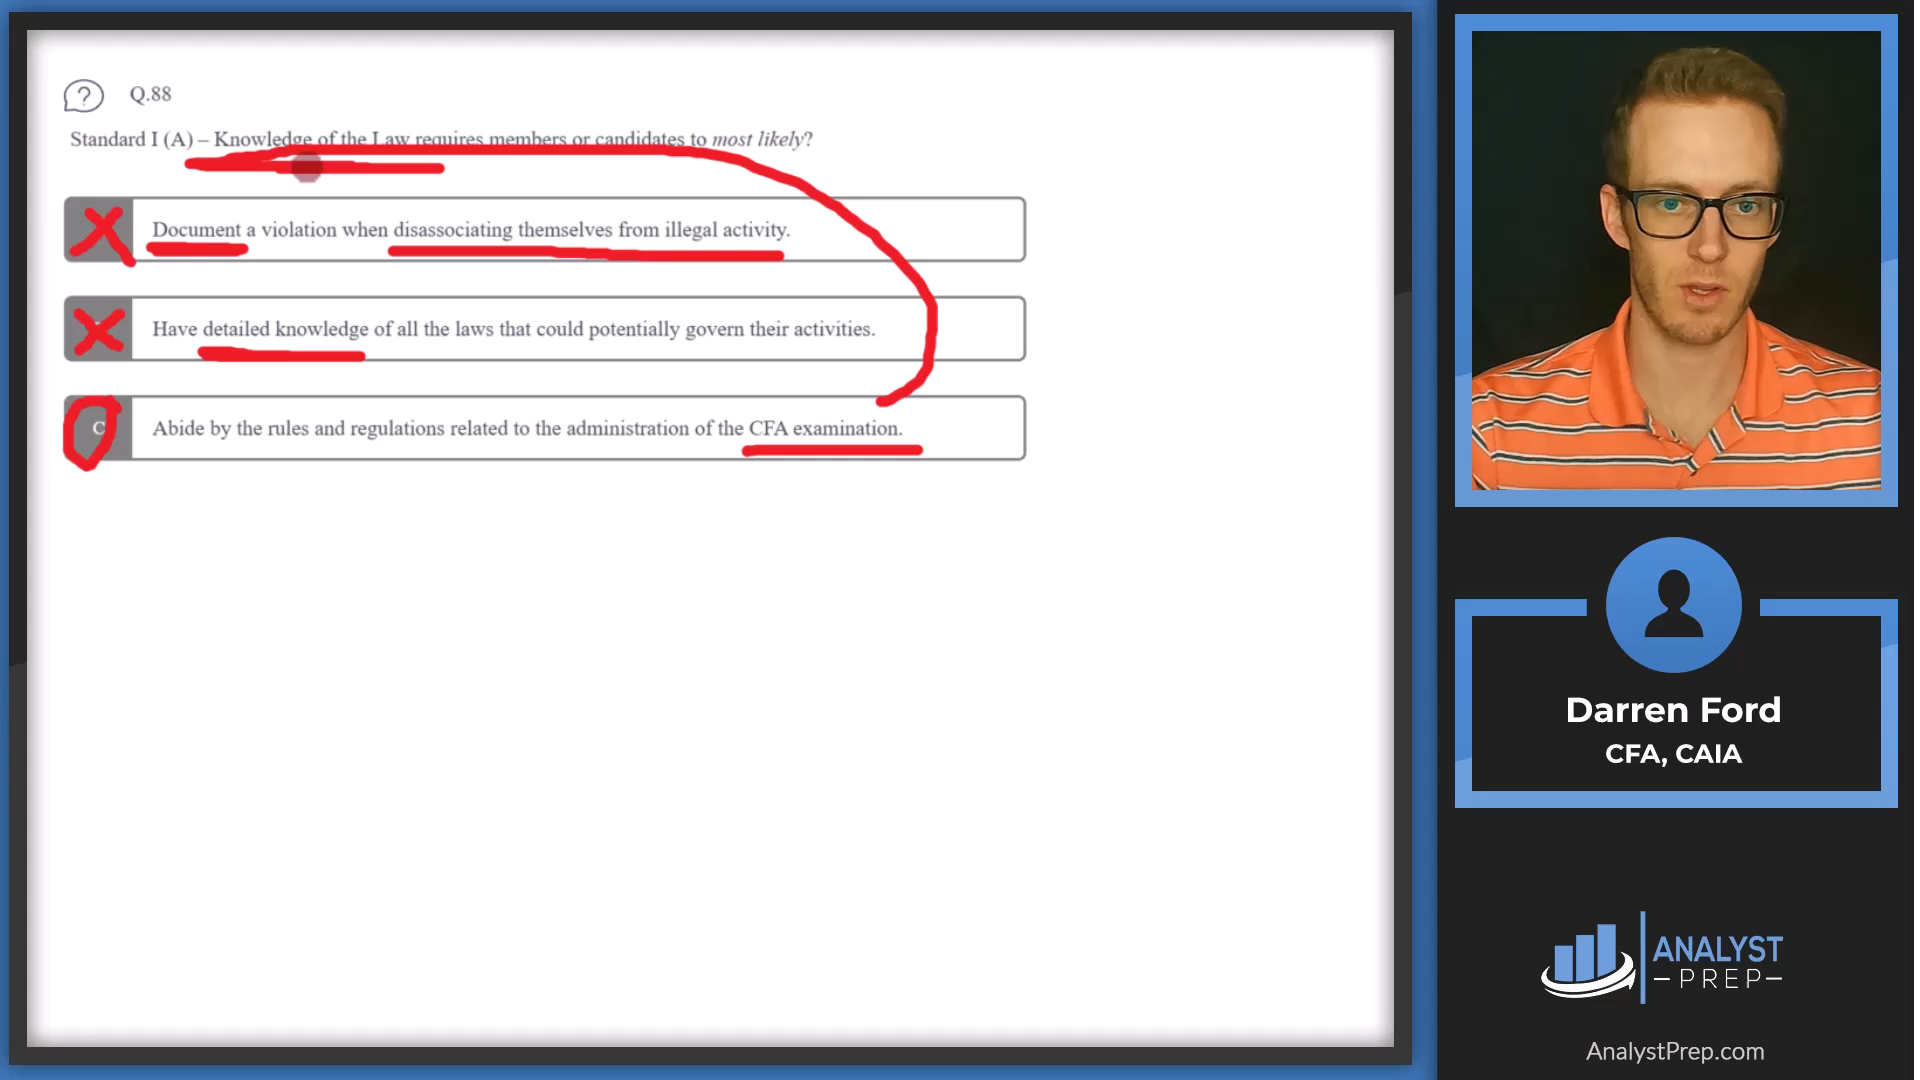 Q.88
Standard I (A) – Knowledge of the Law requires members or candidates to most likely?
Document a violation when disassociating themselves from illegal activity.
Have detailed knowledge of all the laws that could potentially govern their activities.
C
Abide by the rules and regulations related to the administration of the CFA examination.
Darren Ford
CFA, CAIA
ANALYST
PREP
AnalystPrep.com